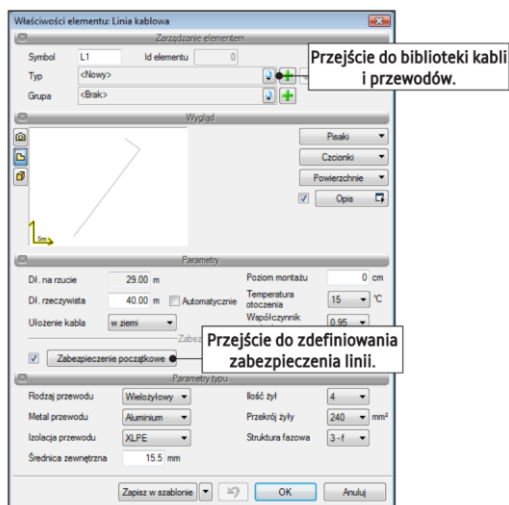 Właściwości elementu: Linia kablowa
Zarządzanie elementem
Symbol L1 Id elementu 0
Typ <Nowy>
Przejście do biblioteki kabli
i przewodów.
Grupa <Brak>
Wygląd
Pisaki
Czcionki
Powierzchnie
Opis
5m
Parametry
Dł. na rzucie 29.00 m Poziom montażu 0 cm
Dł. rzeczywista 40.00 m Automatycznie Temperatura otoczenia 15 °C
Ułożenie kabla w ziemi Współczynnik 0.95
Przejście do zdefiniowania
zabezpieczenia linii.
Zabezpieczenie początkowe
Parametry typu
Rodzaj przewodu Wielożyłowy Ilość żył 4
Metal przewodu Aluminium Przekrój żyły 240 mm²
Izolacja przewodu XLPE Struktura fazowa 3-f
Średnica zewnętrzna 15.5 mm
Zapisz w szablonie OK Anuluj